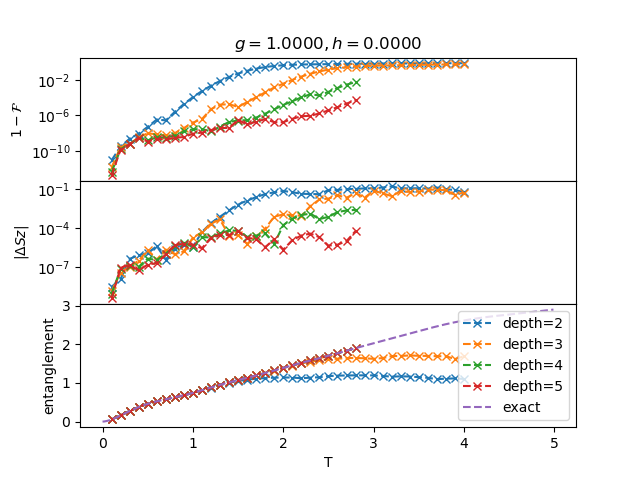 g = 1.0000, h = 0.0000
1 − 𝓕
10⁻²
10⁻⁶
10⁻¹⁰
|ΔSz|
10⁻¹
10⁻⁴
10⁻⁷
entanglement
3
2
1
0
depth=2
depth=3
depth=4
depth=5
exact
0 1 2 3 4 5
T